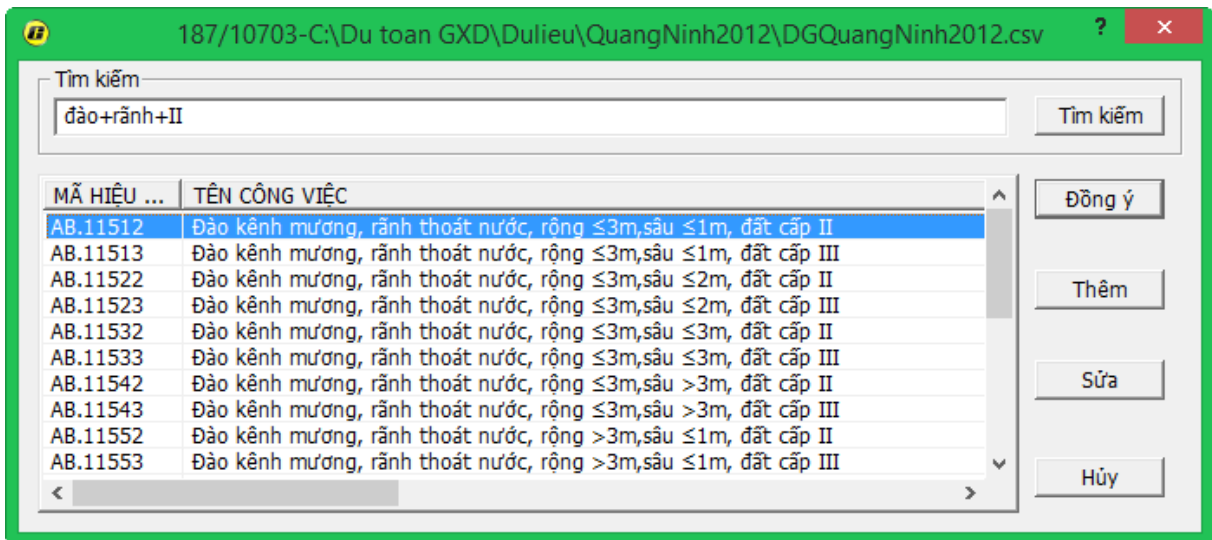 187/10703-C:\Du toan GXD\Dulieu\QuangNinh2012\DGQuangNinh2012.csv ? ×
Tìm kiếm
đào+rãnh+II Tìm kiếm
MÃ HIỆU ... TÊN CÔNG VIỆC
Đồng ý
AB.11512 Đào kênh mương, rãnh thoát nước, rộng ≤3m,sâu ≤1m, đất cấp II
AB.11513 Đào kênh mương, rãnh thoát nước, rộng ≤3m,sâu ≤1m, đất cấp III
AB.11522 Đào kênh mương, rãnh thoát nước, rộng ≤3m,sâu ≤2m, đất cấp II
Thêm
AB.11523 Đào kênh mương, rãnh thoát nước, rộng ≤3m,sâu ≤2m, đất cấp III
AB.11532 Đào kênh mương, rãnh thoát nước, rộng ≤3m,sâu ≤3m, đất cấp II
AB.11533 Đào kênh mương, rãnh thoát nước, rộng ≤3m,sâu ≤3m, đất cấp III
AB.11542 Đào kênh mương, rãnh thoát nước, rộng ≤3m,sâu >3m, đất cấp II
Sửa
AB.11543 Đào kênh mương, rãnh thoát nước, rộng ≤3m,sâu >3m, đất cấp III
AB.11552 Đào kênh mương, rãnh thoát nước, rộng >3m,sâu ≤1m, đất cấp II
AB.11553 Đào kênh mương, rãnh thoát nước, rộng >3m,sâu ≤1m, đất cấp III
Hủy